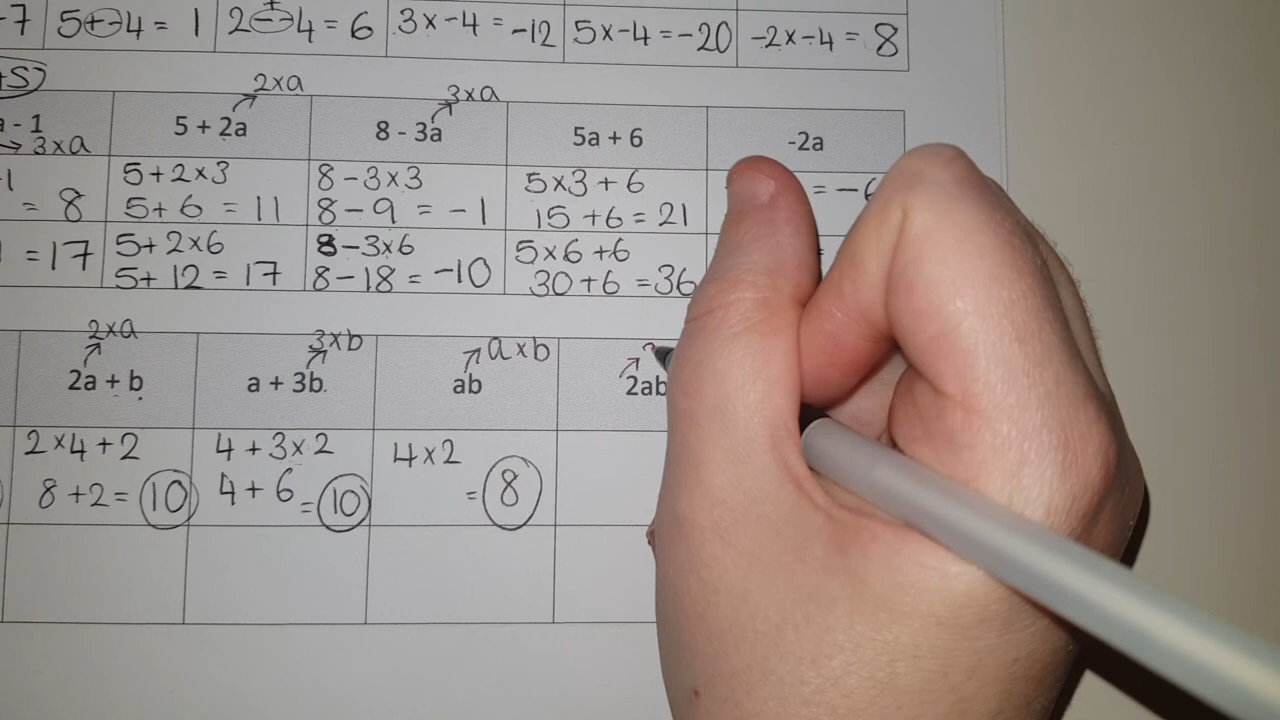 -7 5+-4 = 1 2--4 = 6 3x-4 = -12 5x-4=-20 -2x-4 = 8
+
S)
2xa 3xa
- 1 5 + 2a 8 - 3a 5a + 6 -2a
→ 3xa
5+2x3 8-3x3 5x3+6 = -6
= 8 5+6 = 11 8-9 = -1 15+6=21
=17 5+2x6 8-3x6 5x6+6
5+12=17 8-18=-10 30+6=36
2xa 3xb axb
2a + b a + 3b ab 2ab
2x4+2 4+3x2 4x2
8+2=10 4+6=10 =8